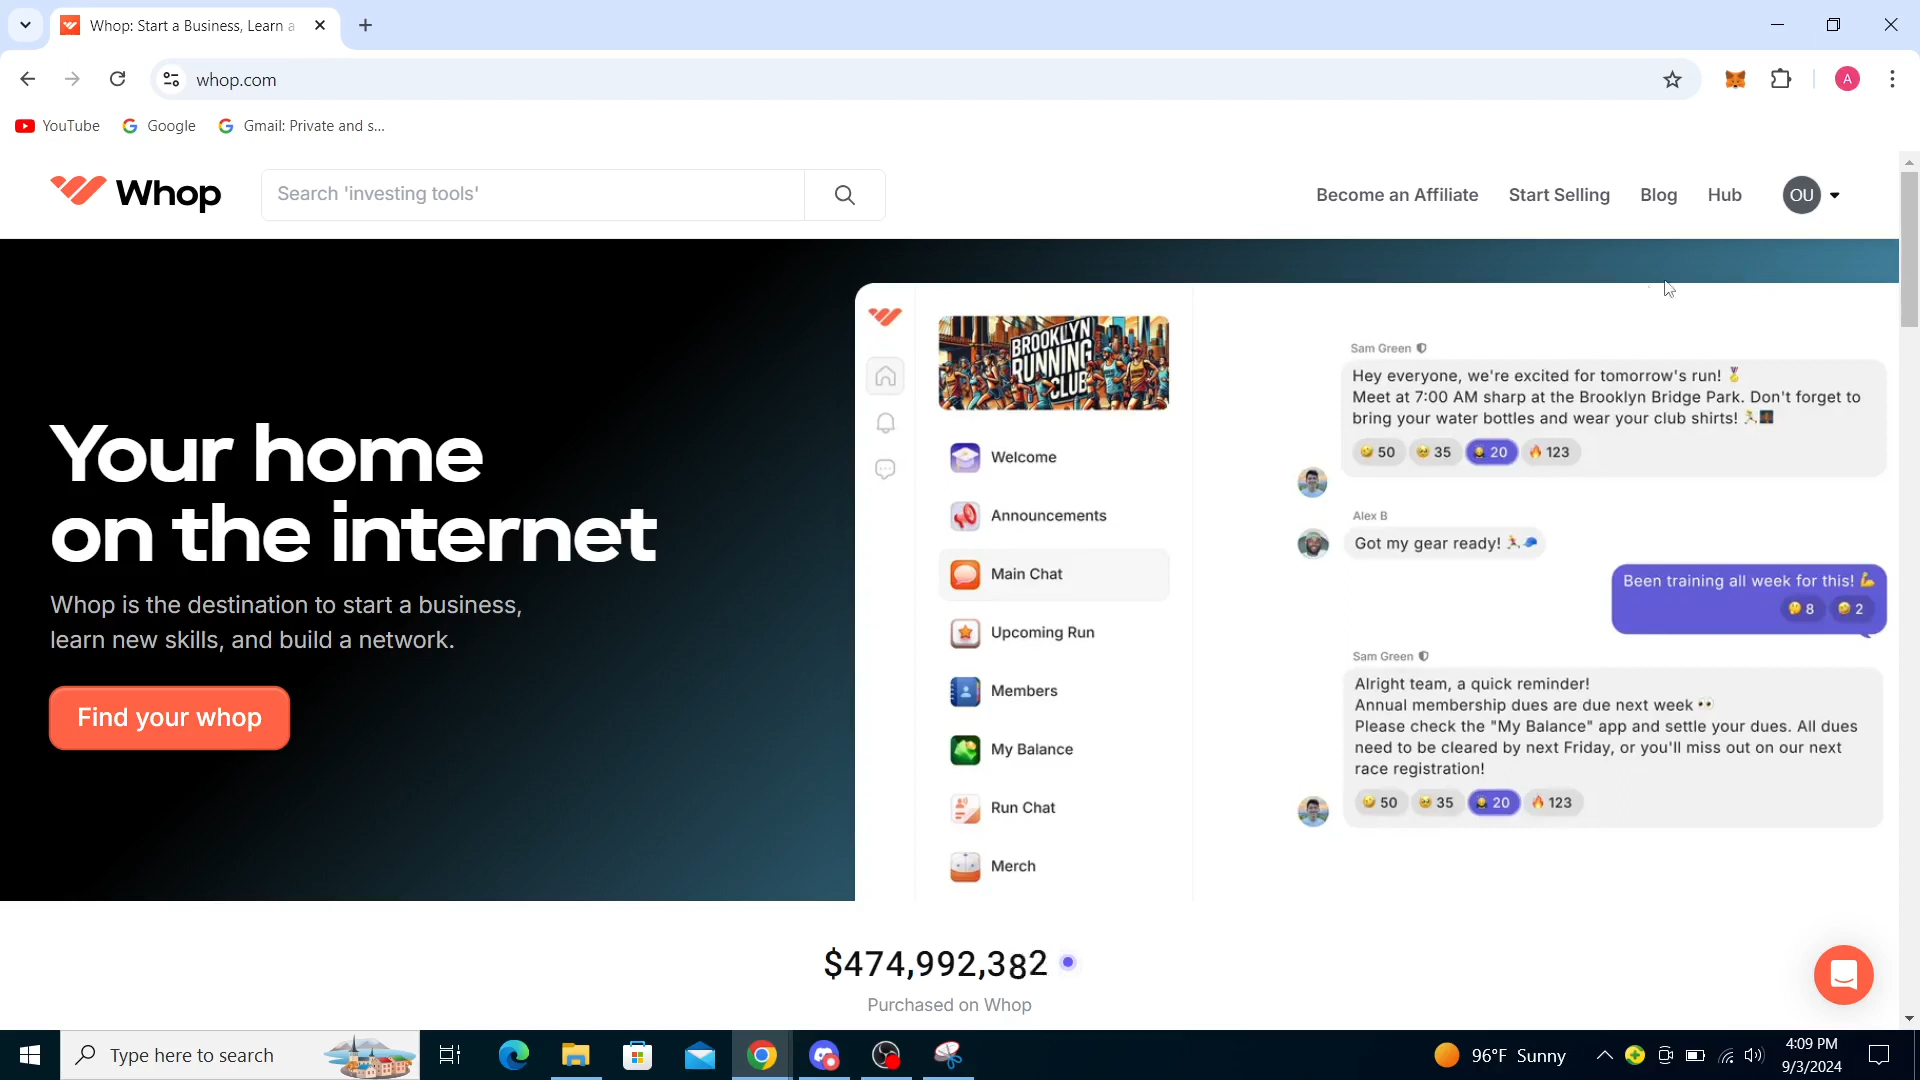 Whop: Start a Business, Learn a
whop.com
A
YouTube
Google
Gmail: Private and s...
Whop
Search 'investing tools'
Become an Affiliate
Start Selling
Blog
Hub
OU
Your home
on the internet
Whop is the destination to start a business,
learn new skills, and build a network.
Find your whop
BROOKLYN
RUNNING
CLUB
Welcome
Announcements
Main Chat
Upcoming Run
Members
My Balance
Run Chat
Merch
Sam Green
Hey everyone, we're excited for tomorrow's run! 🏅
Meet at 7:00 AM sharp at the Brooklyn Bridge Park. Don't forget to
bring your water bottles and wear your club shirts!
50 35 20 123
Alex B
Got my gear ready!
Been training all week for this! 💪
8 2
Sam Green
Alright team, a quick reminder!
Annual membership dues are due next week 👀
Please check the "My Balance" app and settle your dues. All dues
need to be cleared by next Friday, or you'll miss out on our next
race registration!
50 35 20 123
$474,992,382
Purchased on Whop
Type here to search
96°F Sunny
4:09 PM
9/3/2024